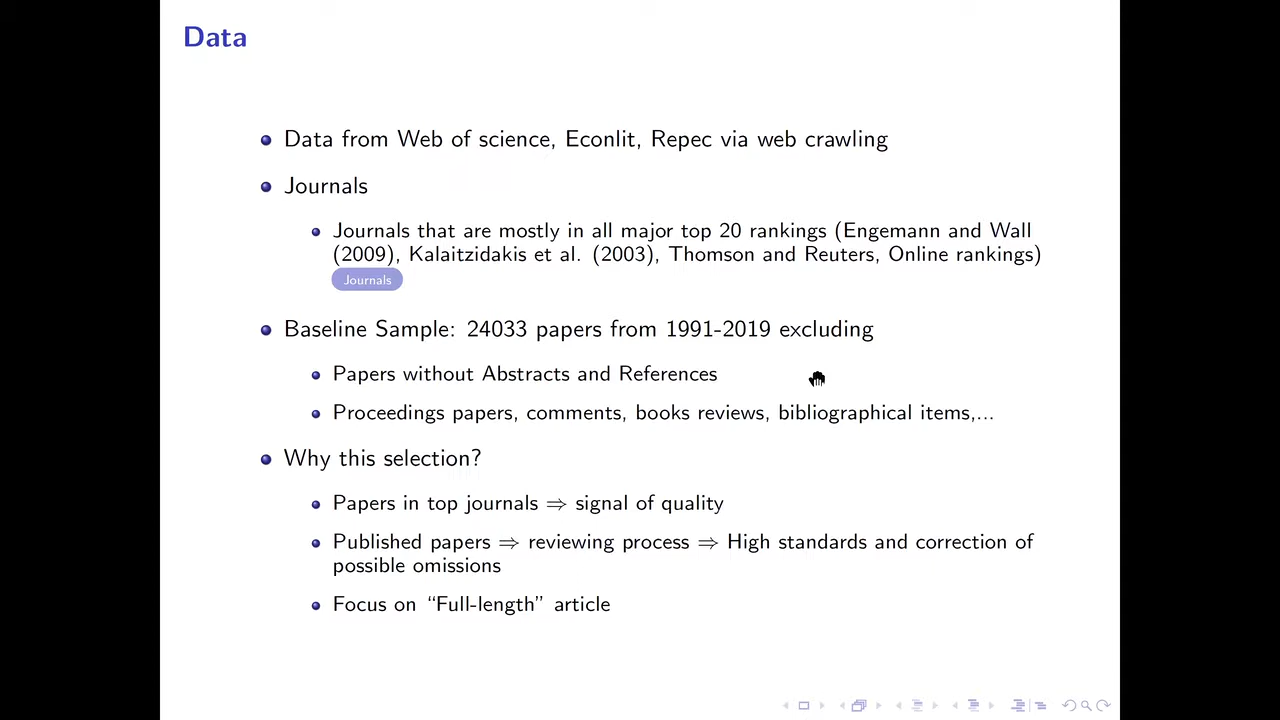 Data
Data from Web of science, Econlit, Repec via web crawling
Journals
Journals that are mostly in all major top 20 rankings (Engemann and Wall
(2009), Kalaitzidakis et al. (2003), Thomson and Reuters, Online rankings)
Journals
Baseline Sample: 24033 papers from 1991-2019 excluding
Papers without Abstracts and References
Proceedings papers, comments, books reviews, bibliographical items,...
Why this selection?
Papers in top journals ⇒ signal of quality
Published papers ⇒ reviewing process ⇒ High standards and correction of
possible omissions
Focus on “Full-length” article